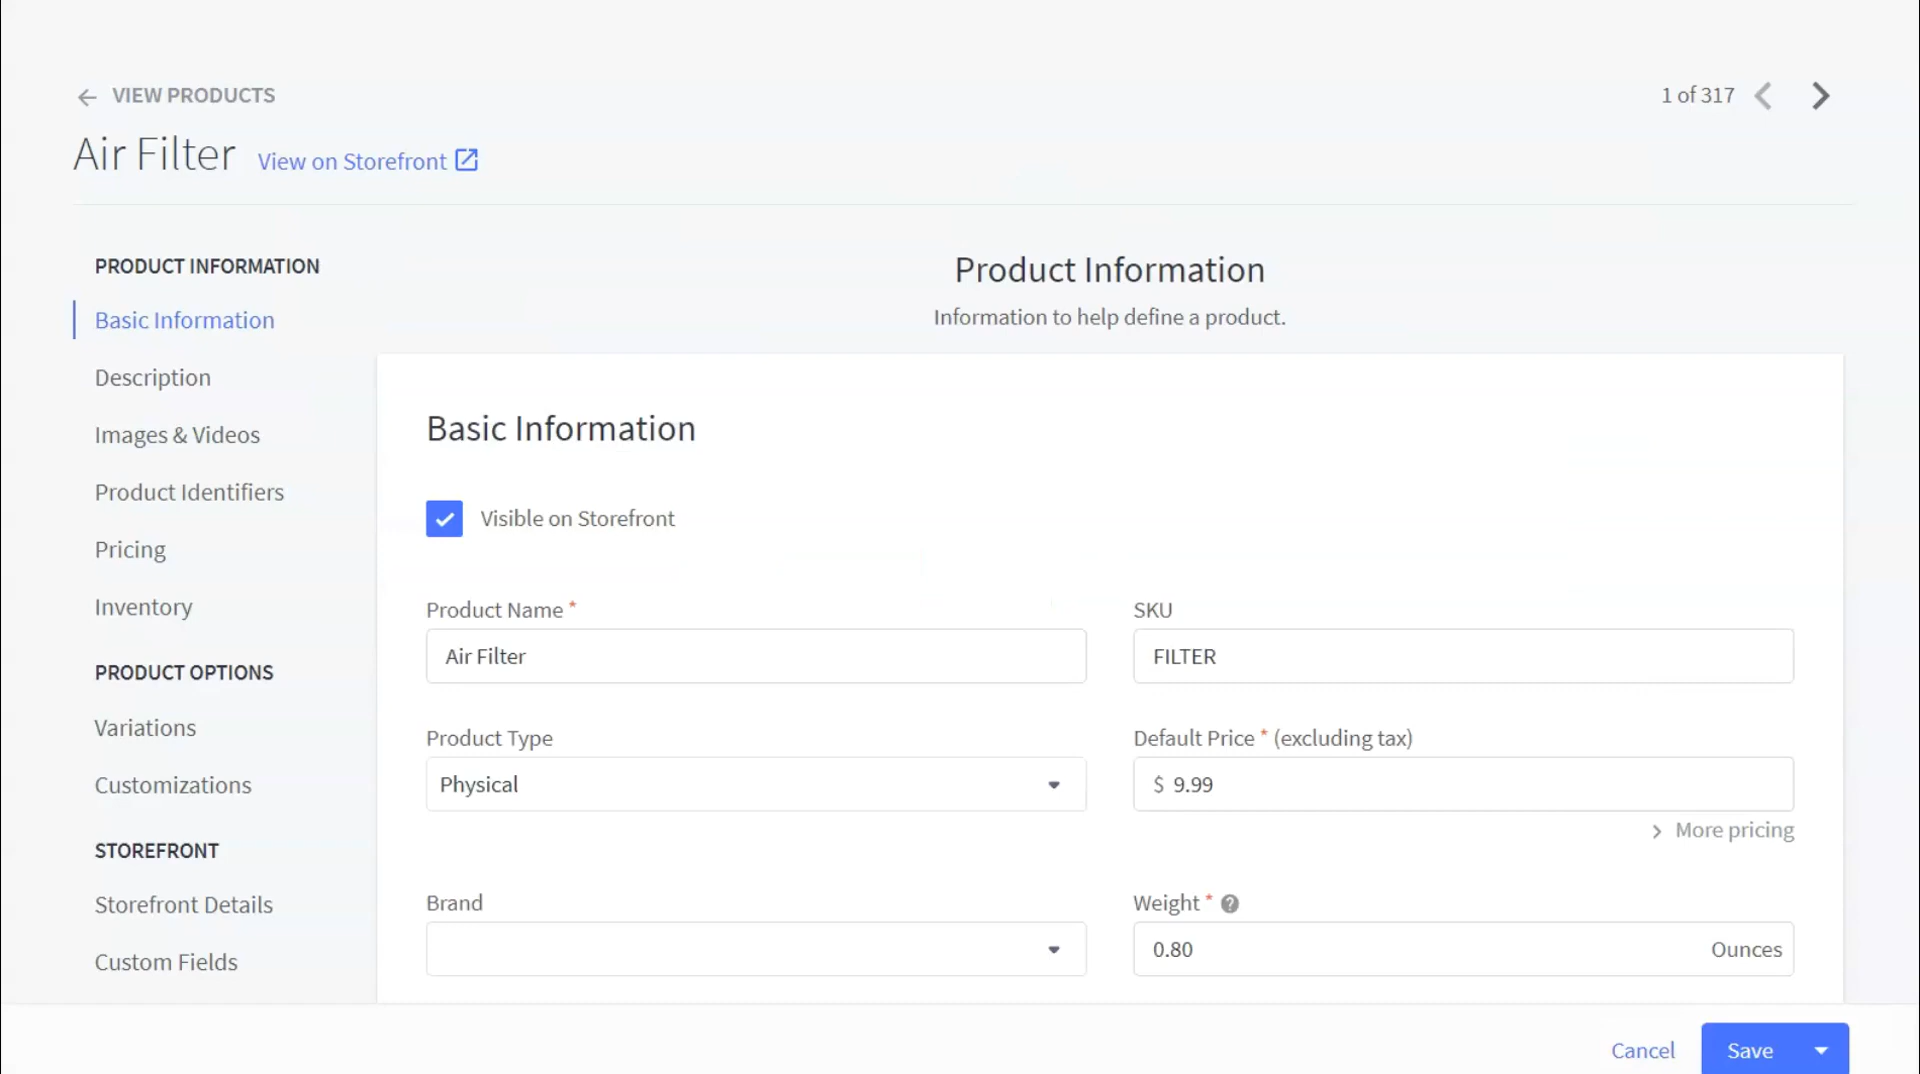 VIEW PRODUCTS
1 of 317
Air Filter View on Storefront
PRODUCT INFORMATION
Basic Information
Description
Images & Videos
Product Identifiers
Pricing
Inventory
PRODUCT OPTIONS
Variations
Customizations
STOREFRONT
Storefront Details
Custom Fields
Product Information
Information to help define a product.
Basic Information
Visible on Storefront
Product Name *
Air Filter
SKU
FILTER
Product Type
Physical
Default Price * (excluding tax)
$ 9.99
More pricing
Brand
Weight * ?
0.80 Ounces
Cancel
Save